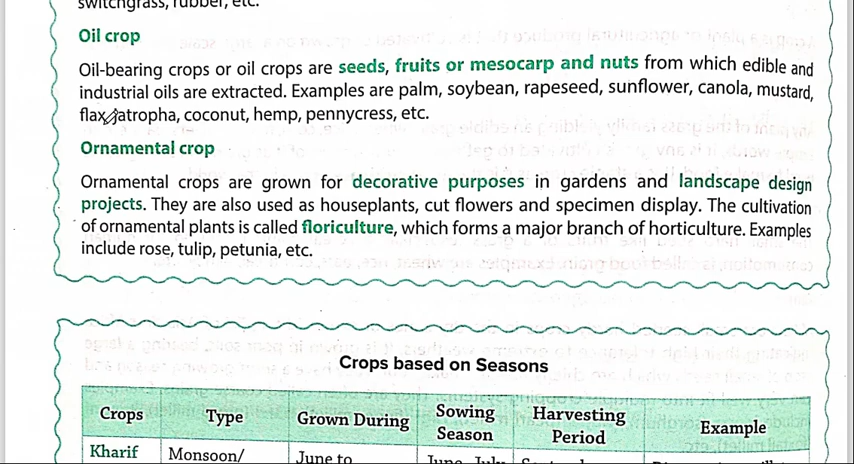 switchgrass, rubber, etc.
Oil crop
Oil-bearing crops or oil crops are seeds, fruits or mesocarp and nuts from which edible and
industrial oils are extracted. Examples are palm, soybean, rapeseed, sunflower, canola, mustard,
flax, jatropha, coconut, hemp, pennycress, etc.
Ornamental crop
Ornamental crops are grown for decorative purposes in gardens and landscape design
projects. They are also used as houseplants, cut flowers and specimen display. The cultivation
of ornamental plants is called floriculture, which forms a major branch of horticulture. Examples
include rose, tulip, petunia, etc.
Crops based on Seasons
Crops Type Grown During Sowing Season Harvesting Period Example
Kharif Monsoon/ June to June-July